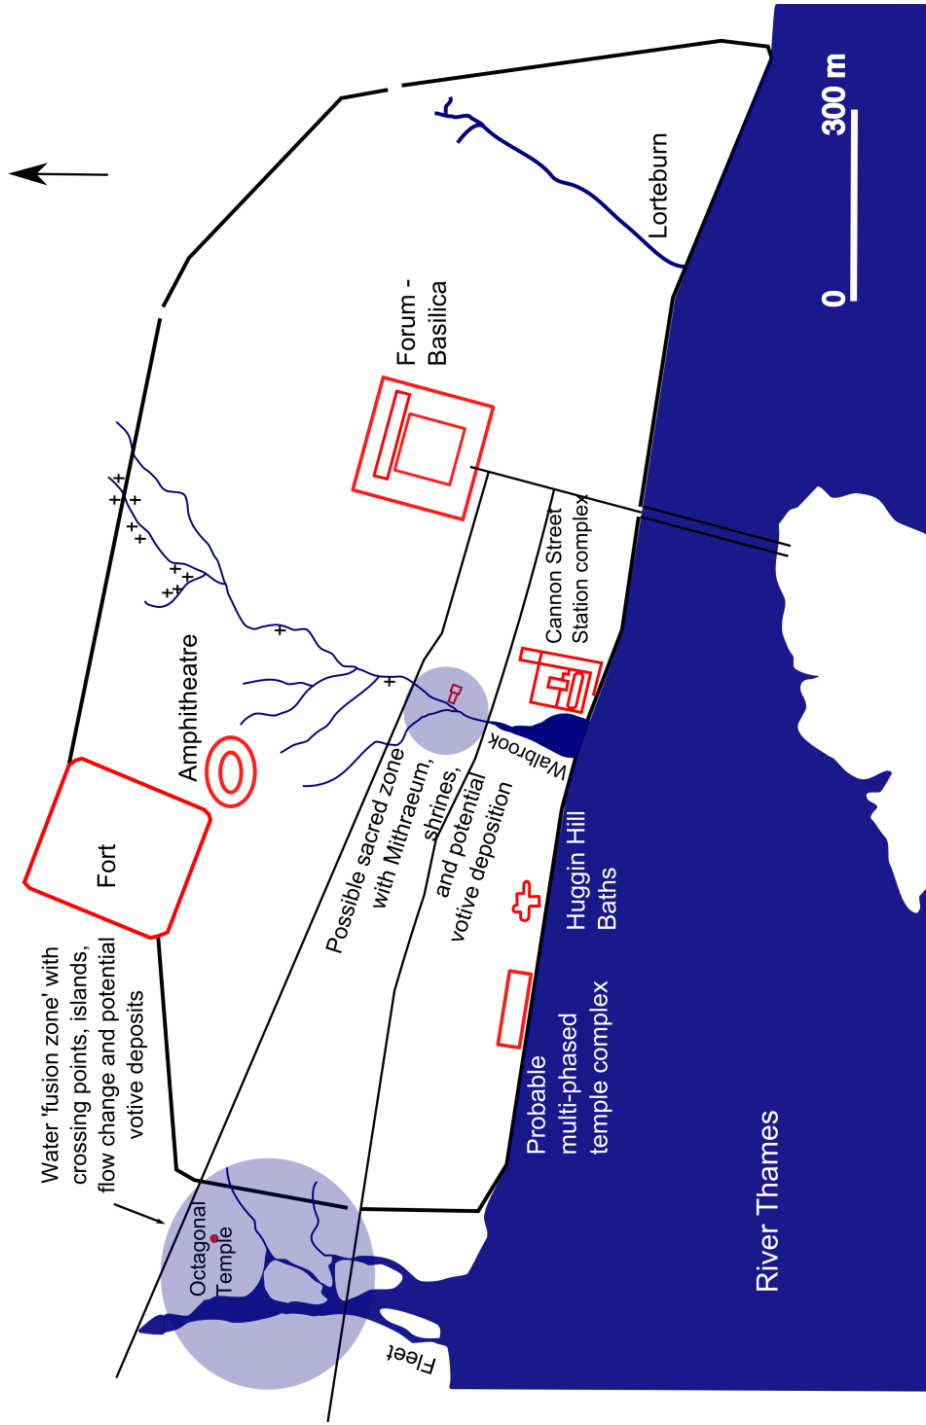 Water 'fusion zone' with
crossing points, islands,
flow change and potential
votive deposits
Octagonal
Temple
Fleet
Fort
Amphitheatre
Possible sacred zone
with Mithraeum,
shrines,
and potential
votive deposition
Walbrook
Forum -
Basilica
Cannon Street
Station complex
Lorteburn
Huggin Hill
Baths
Probable
multi-phased
temple complex
River Thames
0 300 m